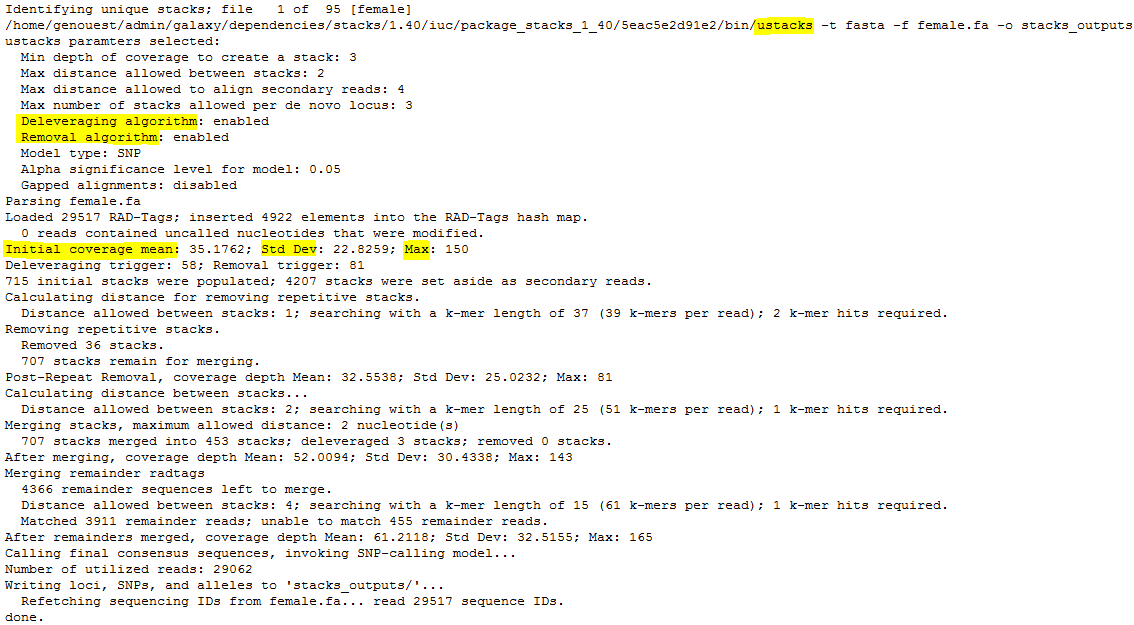 Identifying unique stacks; file   1 of  95 [female]
/home/genouest/admin/galaxy/dependencies/stacks/1.40/iuc/package_stacks_1_40/5eac5e2d91e2/bin/ustacks -t fasta -f female.fa -o stacks_outputs
ustacks paramters selected:
  Min depth of coverage to create a stack: 3
  Max distance allowed between stacks: 2
  Max distance allowed to align secondary reads: 4
  Max number of stacks allowed per de novo locus: 3
  Deleveraging algorithm: enabled
  Removal algorithm: enabled
  Model type: SNP
  Alpha significance level for model: 0.05
  Gapped alignments: disabled
Parsing female.fa
Loaded 29517 RAD-Tags; inserted 4922 elements into the RAD-Tags hash map.
  0 reads contained uncalled nucleotides that were modified.
Initial coverage mean: 35.1762; Std Dev: 22.8259; Max: 150
Deleveraging trigger: 58; Removal trigger: 81
715 initial stacks were populated; 4207 stacks were set aside as secondary reads.
Calculating distance for removing repetitive stacks.
  Distance allowed between stacks: 1; searching with a k-mer length of 37 (39 k-mers per read); 2 k-mer hits required.
Removing repetitive stacks.
  Removed 36 stacks.
  707 stacks remain for merging.
Post-Repeat Removal, coverage depth Mean: 32.5538; Std Dev: 25.0232; Max: 81
Calculating distance between stacks...
  Distance allowed between stacks: 2; searching with a k-mer length of 25 (51 k-mers per read); 1 k-mer hits required.
Merging stacks, maximum allowed distance: 2 nucleotide(s)
  707 stacks merged into 453 stacks; deleveraged 3 stacks; removed 0 stacks.
After merging, coverage depth Mean: 52.0094; Std Dev: 30.4338; Max: 143
Merging remainder radtags
  4366 remainder sequences left to merge.
  Distance allowed between stacks: 4; searching with a k-mer length of 15 (61 k-mers per read); 1 k-mer hits required.
  Matched 3911 remainder reads; unable to match 455 remainder reads.
After remainders merged, coverage depth Mean: 61.2118; Std Dev: 32.5155; Max: 165
Calling final consensus sequences, invoking SNP-calling model...
Number of utilized reads: 29062
Writing loci, SNPs, and alleles to 'stacks_outputs/'...
  Refetching sequencing IDs from female.fa... read 29517 sequence IDs.
done.